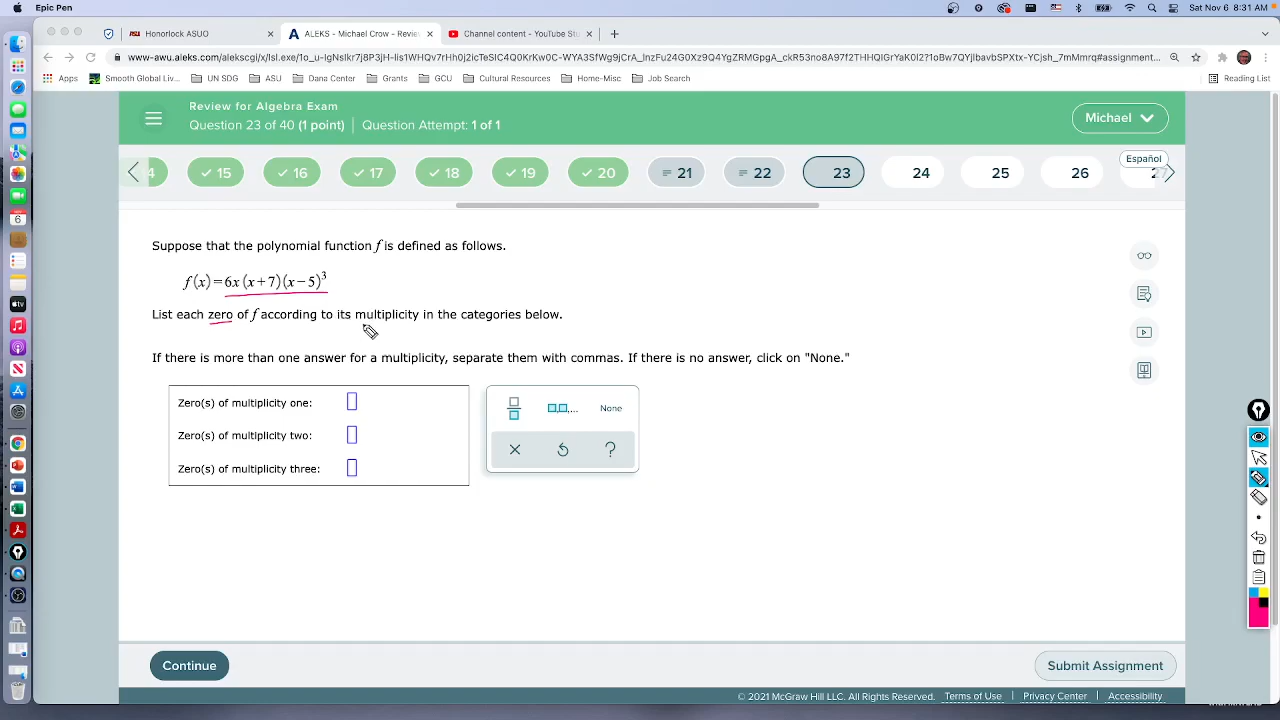 Epic Pen
Sat Nov 6 8:31 AM
Honorlock ASUO
ALEKS - Michael Crow - Revie
Channel content - YouTube Stu
Apps
Smooth Global Liv...
UN SDG
ASU
Dana Center
Grants
GCU
Cultural Resources
Home-Misc
Job Search
Reading List
Review for Algebra Exam
Question 23 of 40 (1 point) | Question Attempt: 1 of 1
Michael
Español
4 15 16 17 18 19 20 21 22 23 24 25 26 27
Suppose that the polynomial function f is defined as follows.
f(x)=6x(x+7)(x−5)³
List each zero of f according to its multiplicity in the categories below.
If there is more than one answer for a multiplicity, separate them with commas. If there is no answer, click on "None."
Zero(s) of multiplicity one:
Zero(s) of multiplicity two:
Zero(s) of multiplicity three:
None
Continue
Submit Assignment
© 2021 McGraw Hill LLC. All Rights Reserved. Terms of Use | Privacy Center | Accessibility